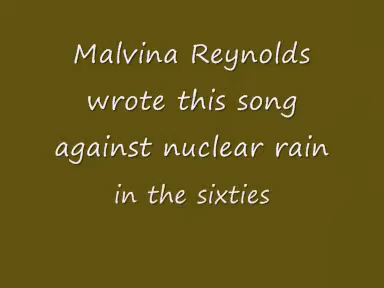 Malvina Reynolds
wrote this song
against nuclear rain
in the sixties